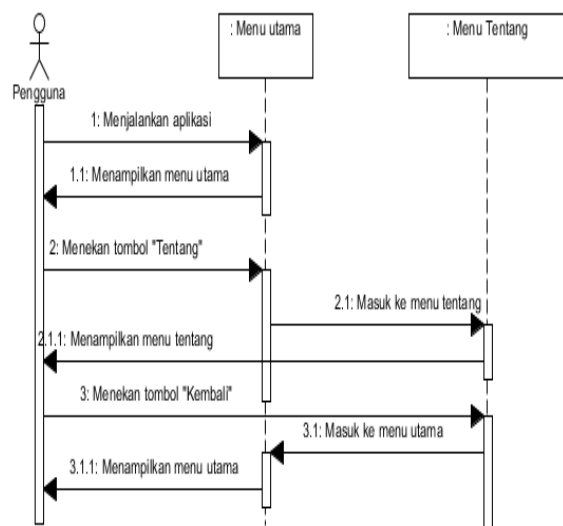 : Menu utama
: Menu Tentang
Pengguna
1: Menjalankan aplikasi
1.1: Menampilkan menu utama
2: Menekan tombol "Tentang"
2.1: Masuk ke menu tentang
2.1.1: Menampilkan menu tentang
3: Menekan tombol "Kembali"
3.1: Masuk ke menu utama
3.1.1: Menampilkan menu utama